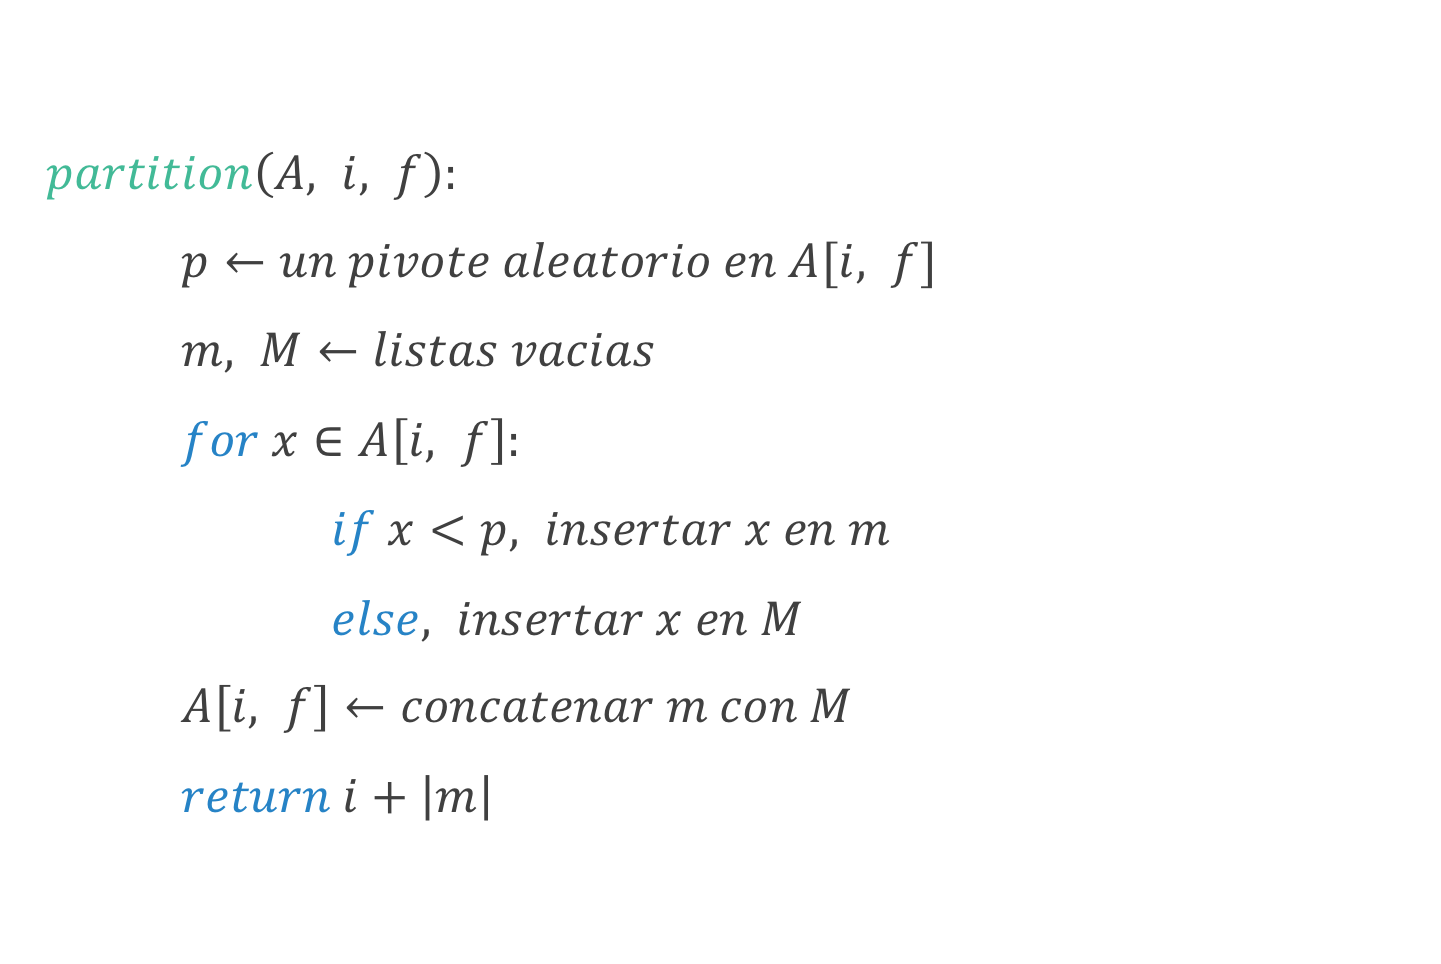 partition(A, i, f):
p ← un pivote aleatorio en A[i, f]
m, M ← listas vacias
for x ∈ A[i, f]:
if x < p, insertar x en m
else, insertar x en M
A[i, f] ← concatenar m con M
return i + |m|